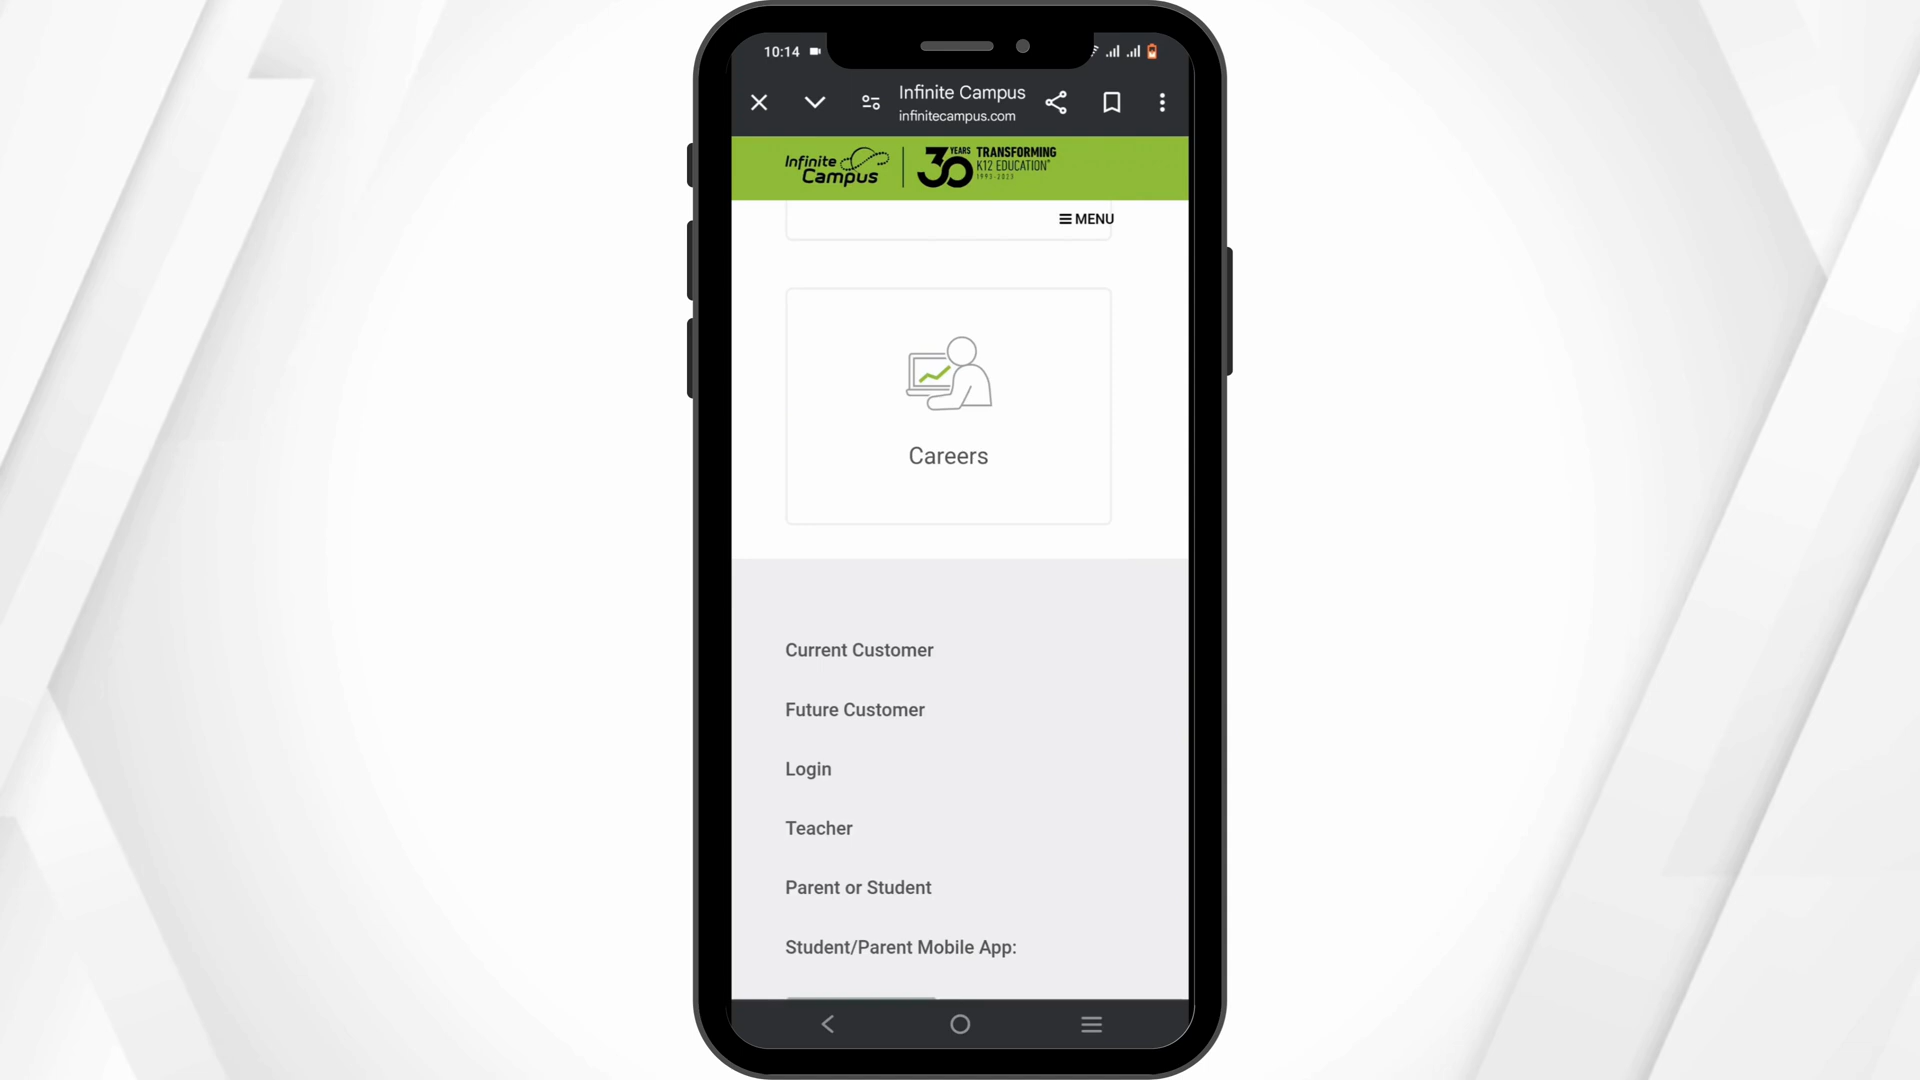 10:14
Infinite Campus
infinitecampus.com
Infinite
Campus
30 YEARS TRANSFORMING
K12 EDUCATION
1993-2023
MENU
Careers
Current Customer
Future Customer
Login
Teacher
Parent or Student
Student/Parent Mobile App: